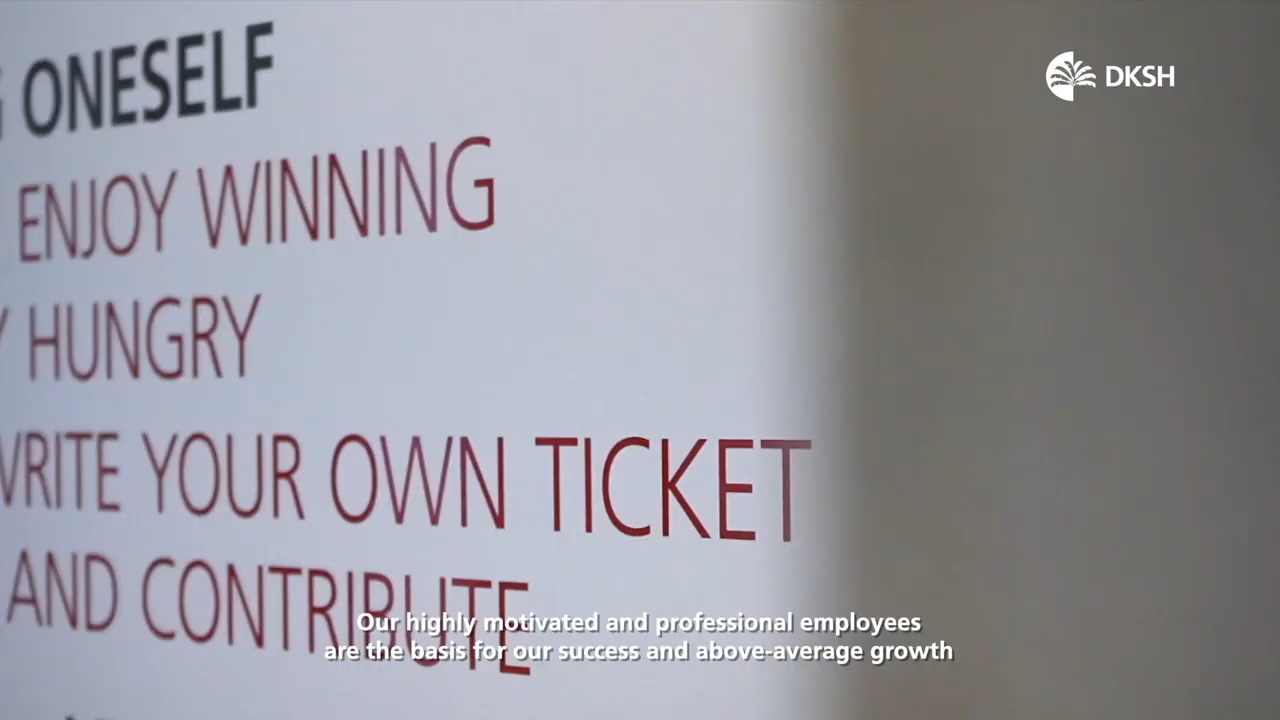 ONESELF
ENJOY WINNING
HUNGRY
WRITE YOUR OWN TICKET
AND CONTRIBUTE
DKSH
Our highly motivated and professional employees
are the basis for our success and above-average growth